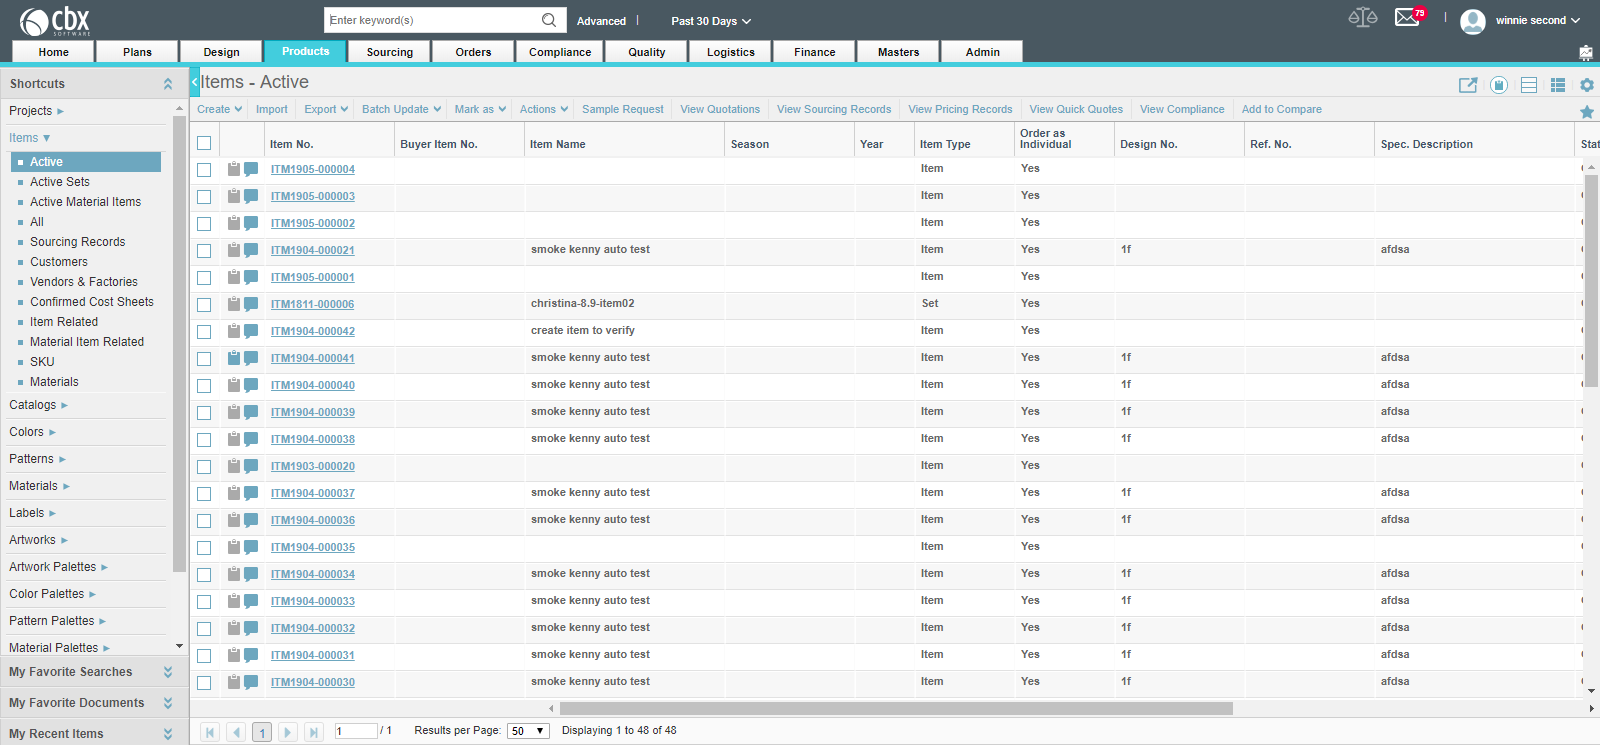 cbx
SOFTWARE
Enter keyword(s)
Advanced
Past 30 Days
79
winnie second
Home
Plans
Design
Products
Sourcing
Orders
Compliance
Quality
Logistics
Finance
Masters
Admin
Shortcuts
Projects
Items
Active
Active Sets
Active Material Items
All
Sourcing Records
Customers
Vendors & Factories
Confirmed Cost Sheets
Item Related
Material Item Related
SKU
Materials
Catalogs
Colors
Patterns
Materials
Labels
Artworks
Artwork Palettes
Color Palettes
Pattern Palettes
Material Palettes
My Favorite Searches
My Favorite Documents
My Recent Items
Items - Active
Create Import Export Batch Update Mark as Actions Sample Request View Quotations View Sourcing Records View Pricing Records View Quick Quotes View Compliance Add to Compare
Item No. Buyer Item No. Item Name Season Year Item Type Order as Individual Design No. Ref. No. Spec. Description Stat
ITM1905-000004 Item Yes
ITM1905-000003 Item Yes
ITM1905-000002 Item Yes
ITM1904-000021 smoke kenny auto test Item Yes 1f afdsa
ITM1905-000001 Item Yes
ITM1811-000006 christina-8.9-item02 Set Yes
ITM1904-000042 create item to verify Item Yes
ITM1904-000041 smoke kenny auto test Item Yes 1f afdsa
ITM1904-000040 smoke kenny auto test Item Yes 1f afdsa
ITM1904-000039 smoke kenny auto test Item Yes 1f afdsa
ITM1904-000038 smoke kenny auto test Item Yes 1f afdsa
ITM1903-000020 Item Yes
ITM1904-000037 smoke kenny auto test Item Yes 1f afdsa
ITM1904-000036 smoke kenny auto test Item Yes 1f afdsa
ITM1904-000035 Item Yes
ITM1904-000034 smoke kenny auto test Item Yes 1f afdsa
ITM1904-000033 smoke kenny auto test Item Yes 1f afdsa
ITM1904-000032 smoke kenny auto test Item Yes 1f afdsa
ITM1904-000031 smoke kenny auto test Item Yes 1f afdsa
ITM1904-000030 smoke kenny auto test Item Yes 1f afdsa
1 1 / 1 Results per Page: 50 Displaying 1 to 48 of 48